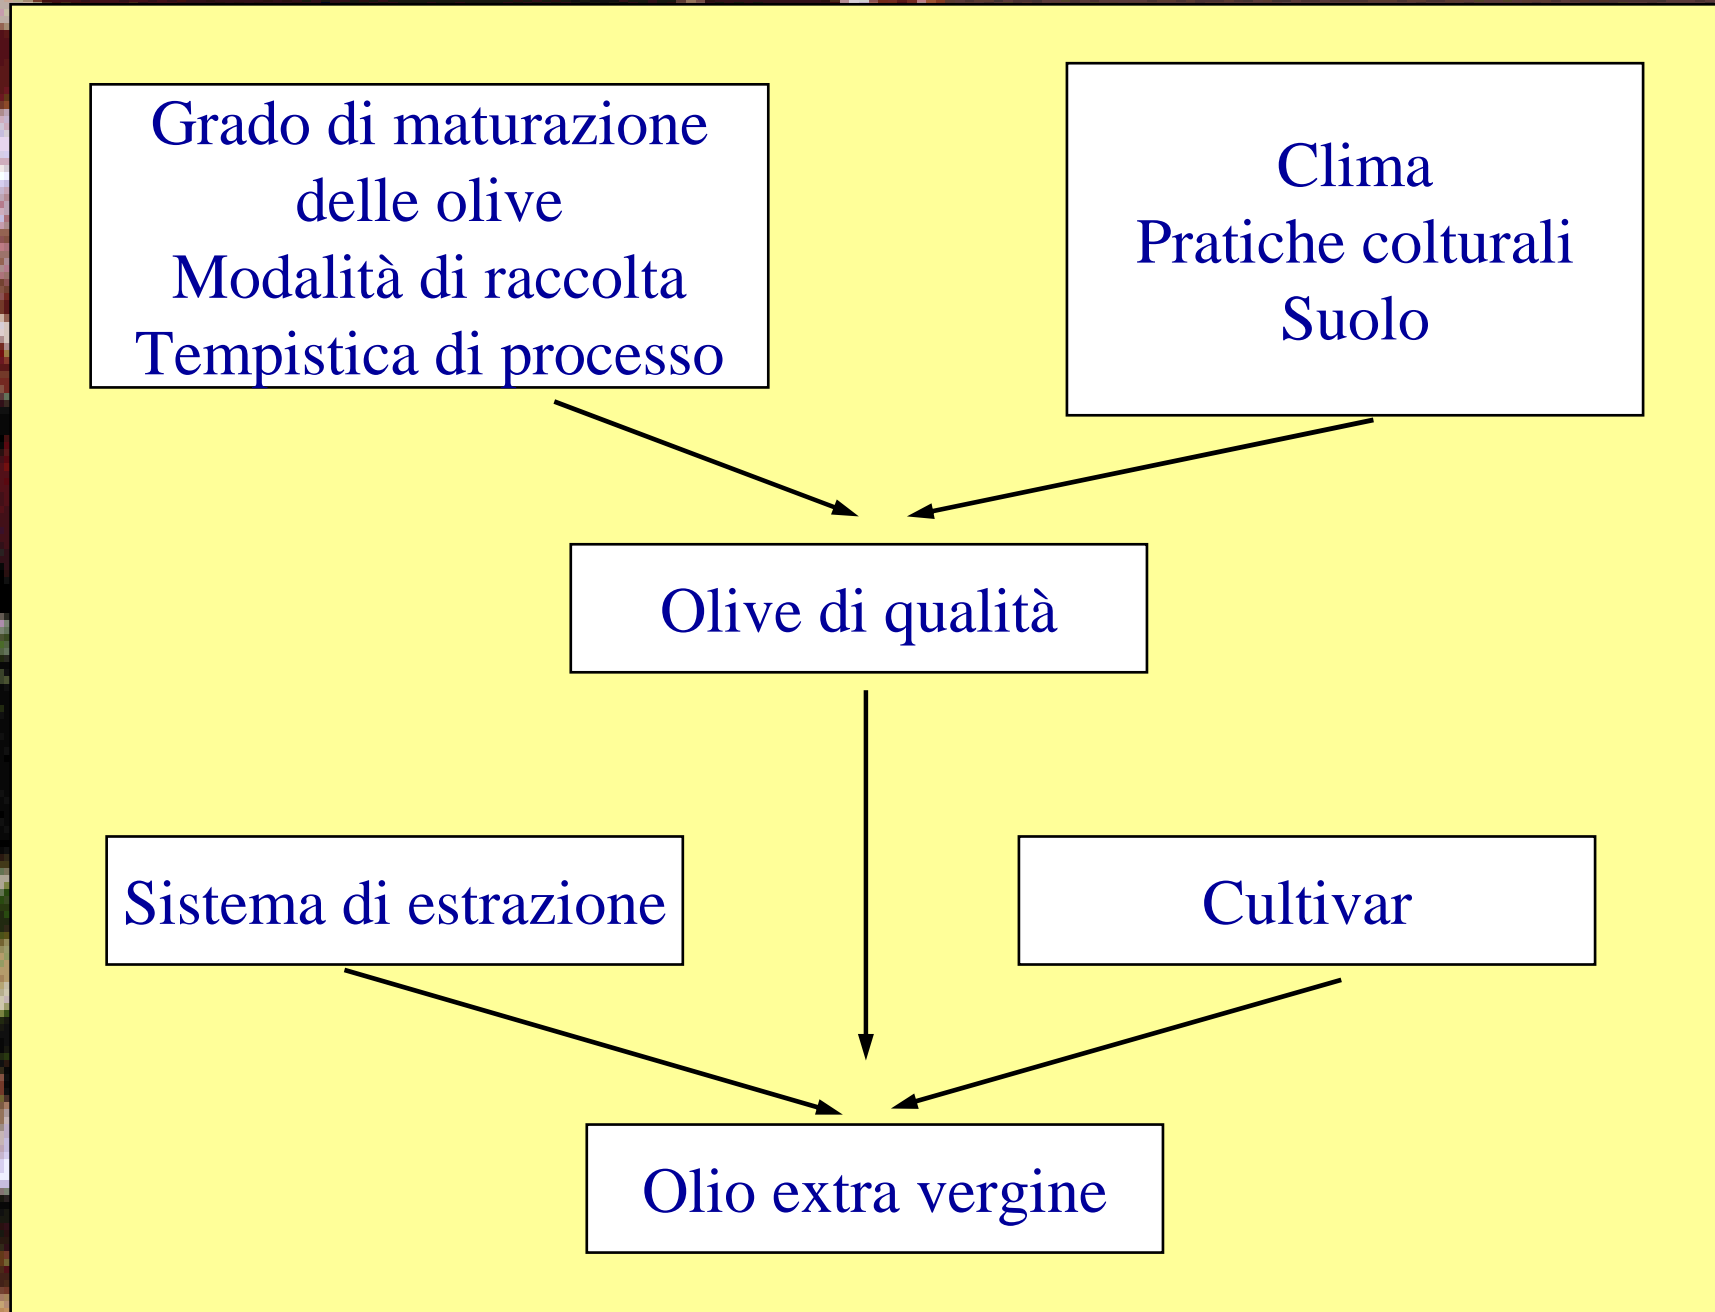 Grado di maturazione
delle olive
Modalità di raccolta
Tempistica di processo
Clima
Pratiche colturali
Suolo
Olive di qualità
Sistema di estrazione
Cultivar
Olio extra vergine